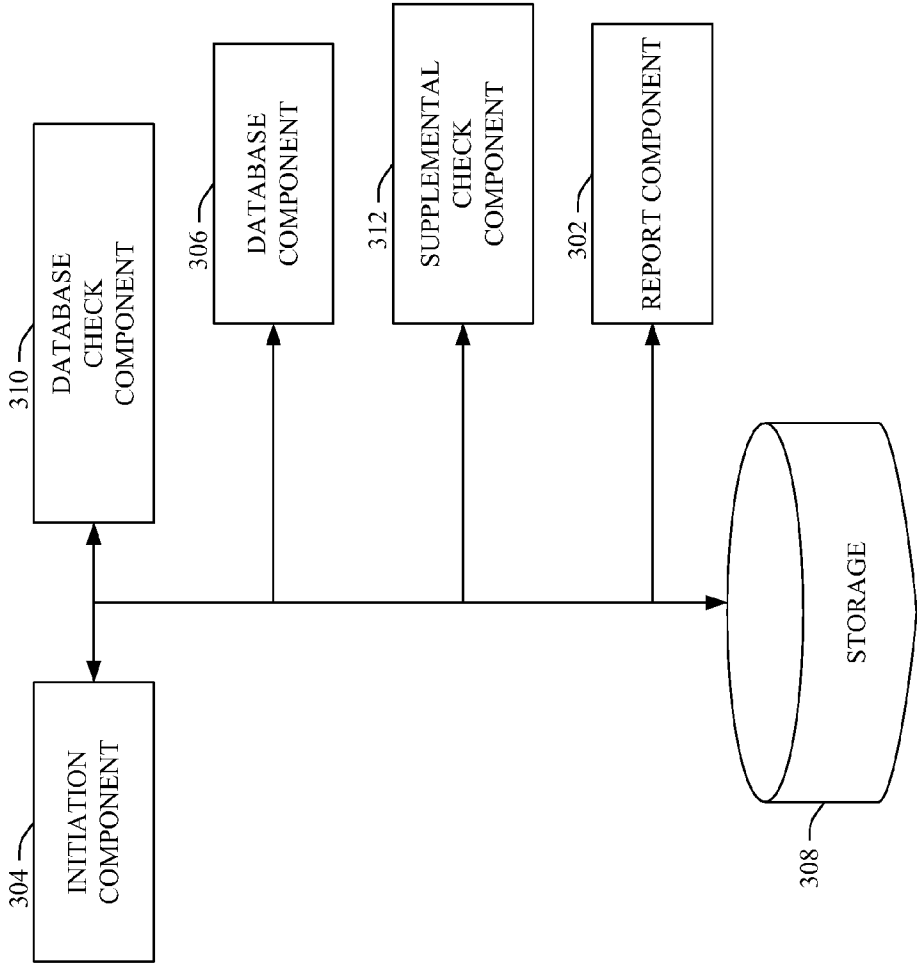 304
INITIATION
COMPONENT
310
DATABASE
CHECK
COMPONENT
306
DATABASE
COMPONENT
312
SUPPLEMENTAL
CHECK
COMPONENT
302
REPORT COMPONENT
STORAGE
308